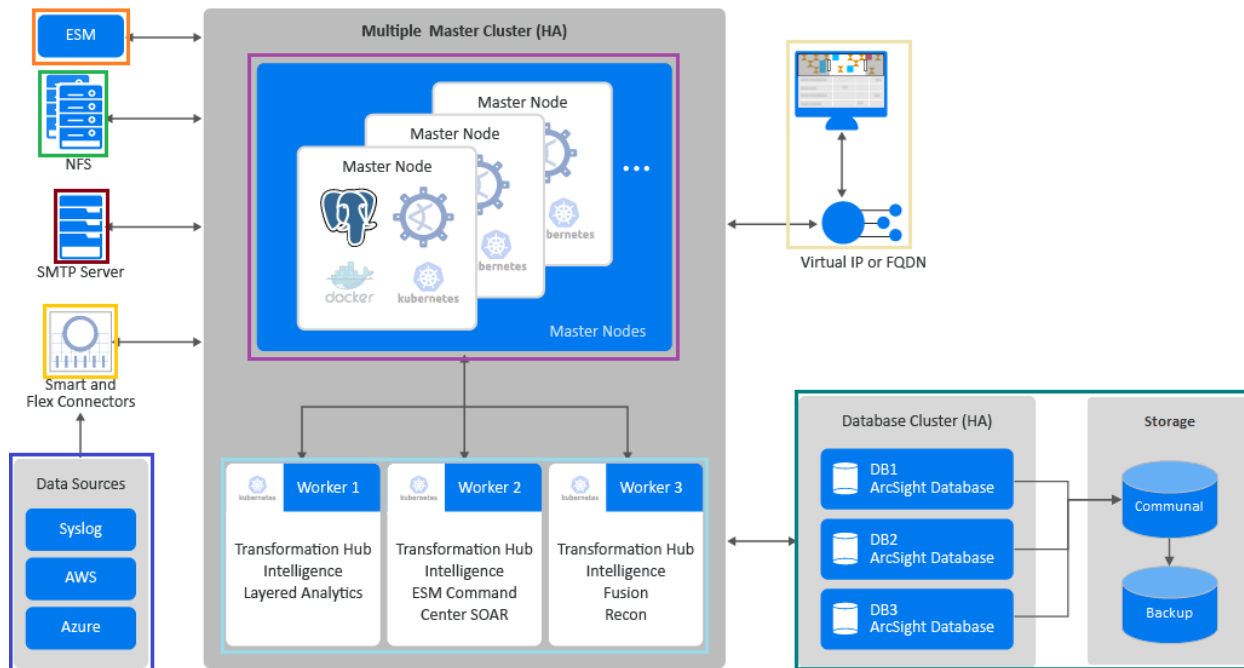 ESM
NFS
SMTP Server
Smart and
Flex Connectors
Data Sources
Syslog
AWS
Azure
Multiple Master Cluster (HA)
Master Node
kubernetes
Master Node
kubernetes
Master Node
docker
kubernetes
...
Master Nodes
kubernetes
Worker 1
Transformation Hub
Intelligence
Layered Analytics
kubernetes
Worker 2
Transformation Hub
Intelligence
ESM Command
Center SOAR
kubernetes
Worker 3
Transformation Hub
Intelligence
Fusion
Recon
Virtual IP or FQDN
Database Cluster (HA)
DB1
ArcSight Database
DB2
ArcSight Database
DB3
ArcSight Database
Storage
Communal
Backup